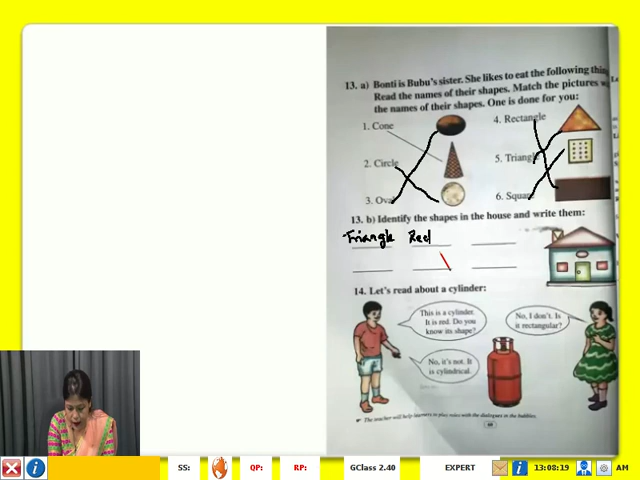 13. a) Bonti is Bubu's sister. She likes to eat the following thin
Read the names of their shapes. Match the pictures w
the names of their shapes. One is done for you:
1. Cone
4. Rectangle
2. Circle
5. Triangle
3. Oval
6. Square
13. b) Identify the shapes in the house and write them:
Triangle Rect
14. Let's read about a cylinder:
This is a cylinder.
It is red. Do you
know its shape?
No, I don't. Is
it rectangular?
No, it's not. It
is cylindrical.
The teacher will help learners to play roles with the dialogues in the bubbles.
SS: QP: RP: GClass 2.40 EXPERT 13:08:19 AM